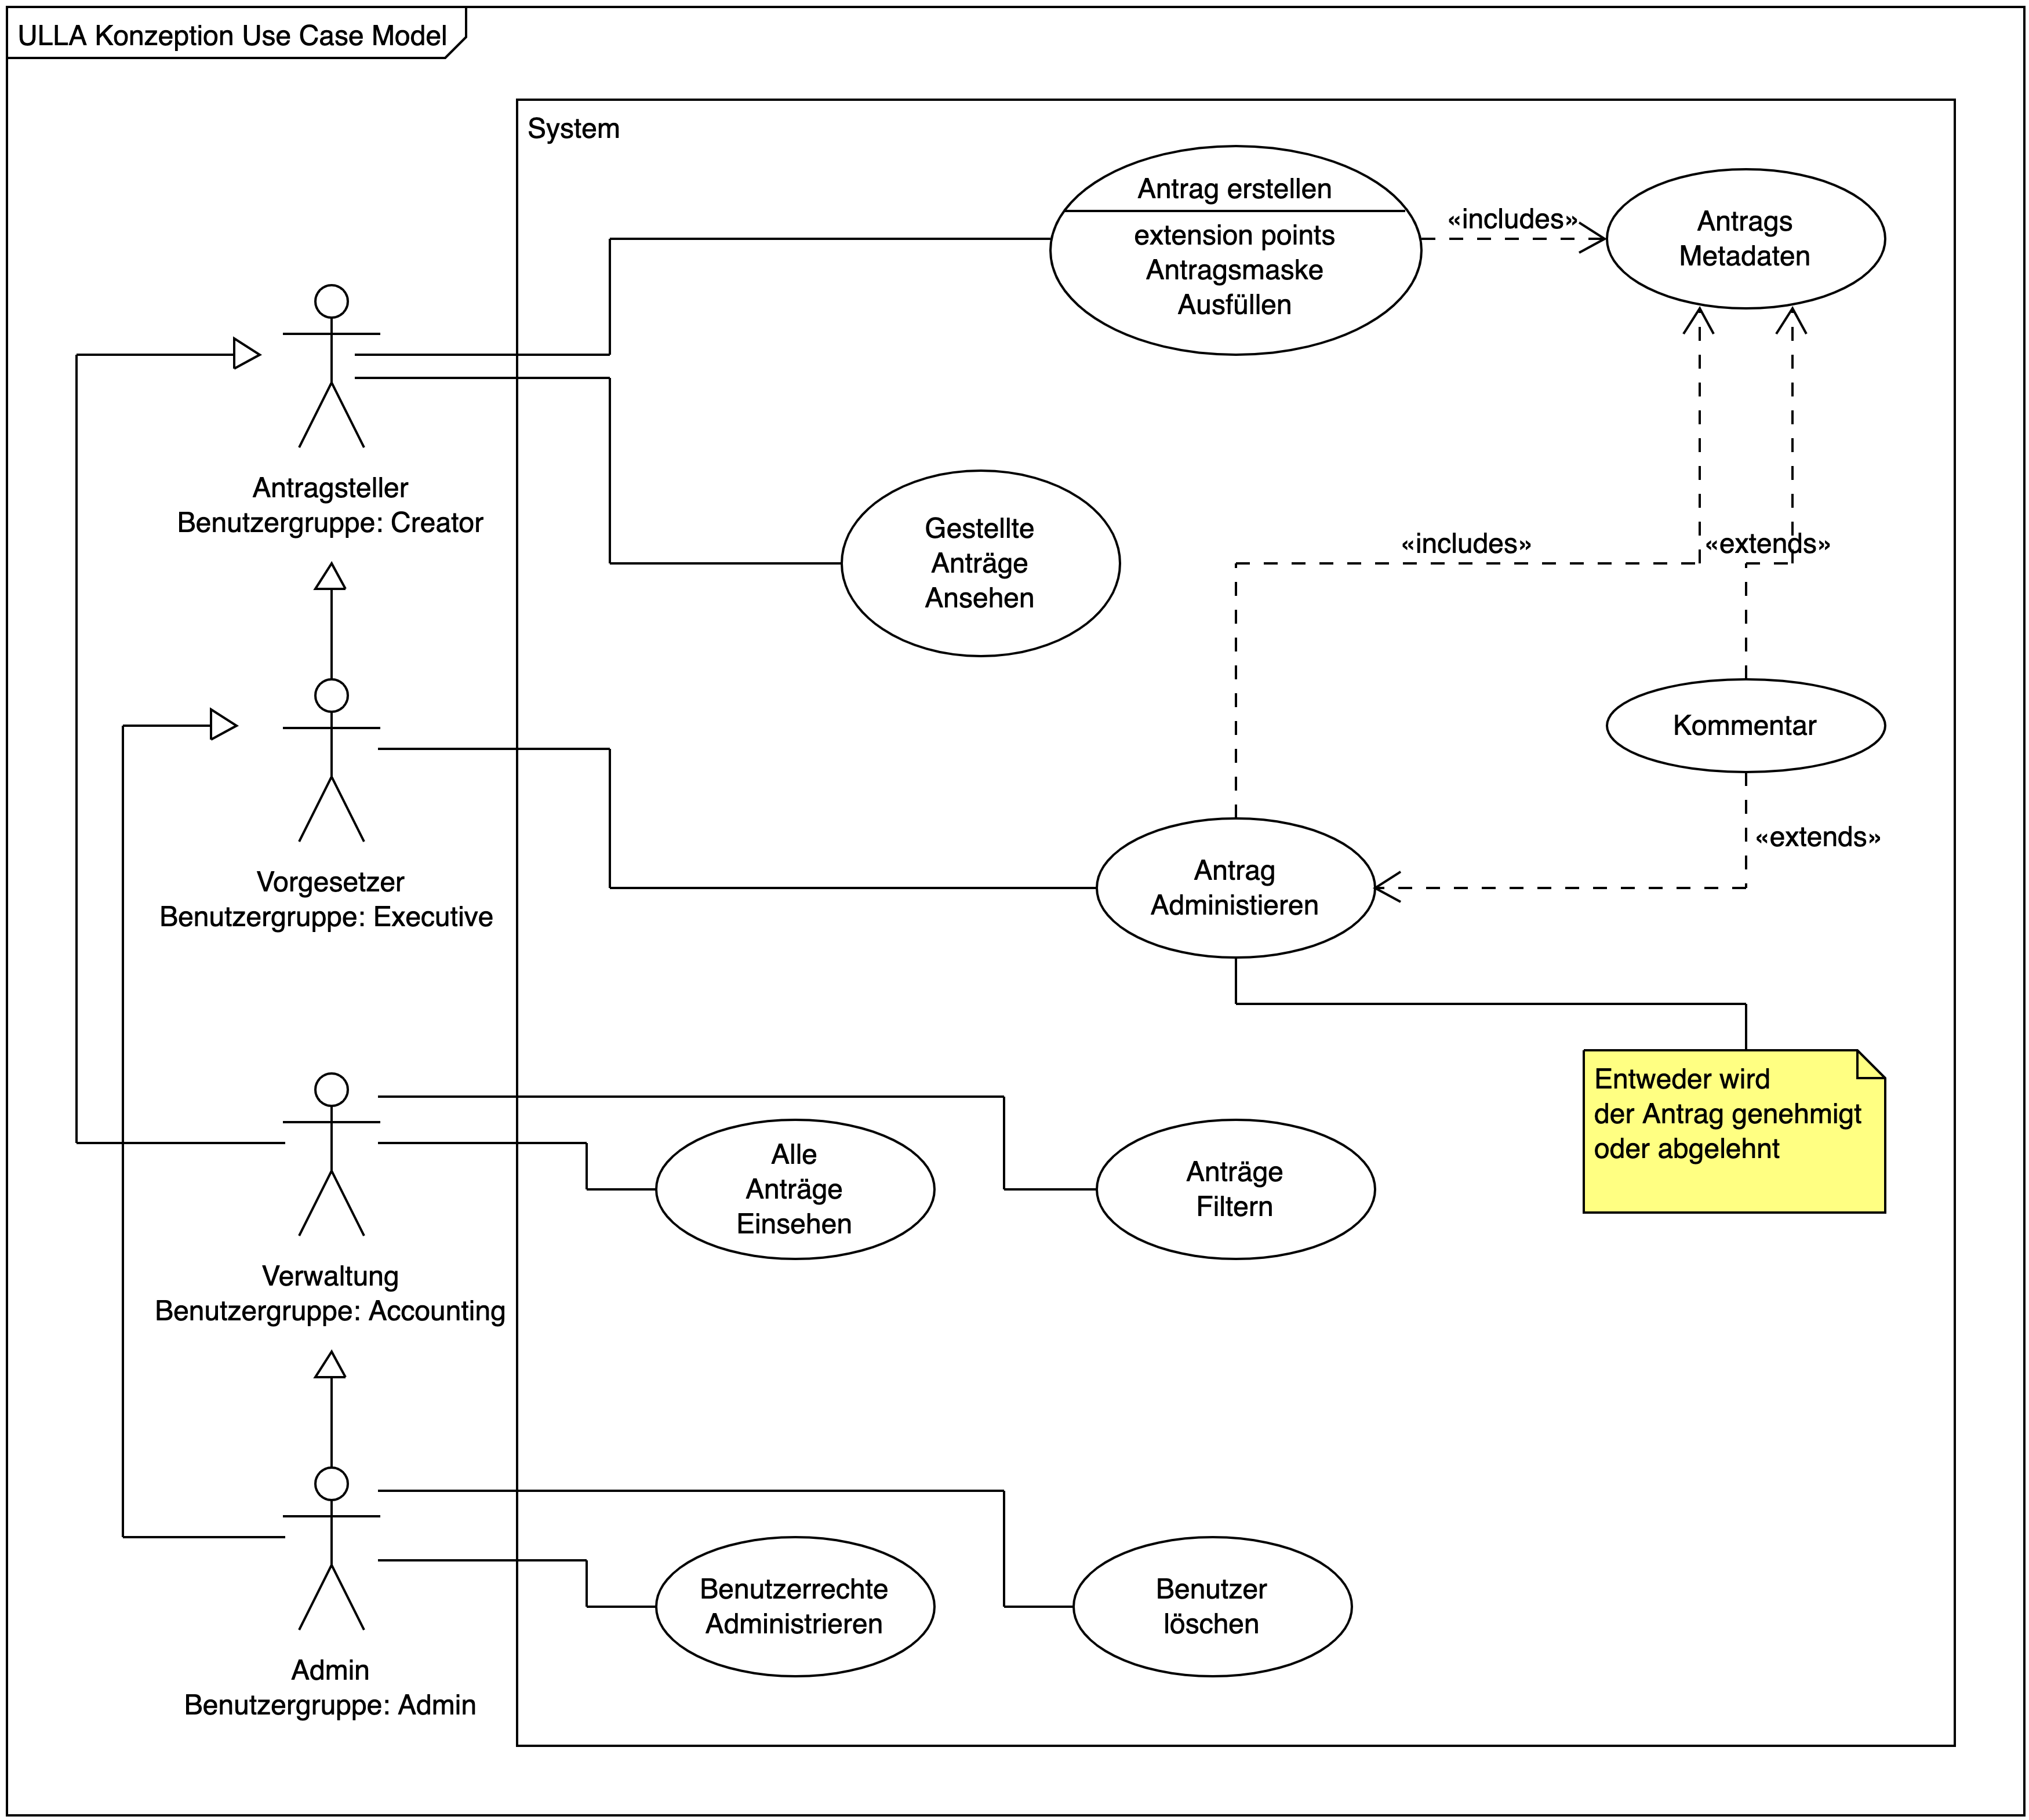 ULLA Konzeption Use Case Model
System
Antrag erstellen
extension points
Antragsmaske
Ausfüllen
«includes»
Antrags
Metadaten
Antragsteller
Benutzergruppe: Creator
Gestellte
Anträge
Ansehen
«includes»
«extends»
Kommentar
«extends»
Vorgesetzer
Benutzergruppe: Executive
Antrag
Administieren
Entweder wird
der Antrag genehmigt
oder abgelehnt
Alle
Anträge
Einsehen
Anträge
Filtern
Verwaltung
Benutzergruppe: Accounting
Benutzerrechte
Administrieren
Benutzer
löschen
Admin
Benutzergruppe: Admin